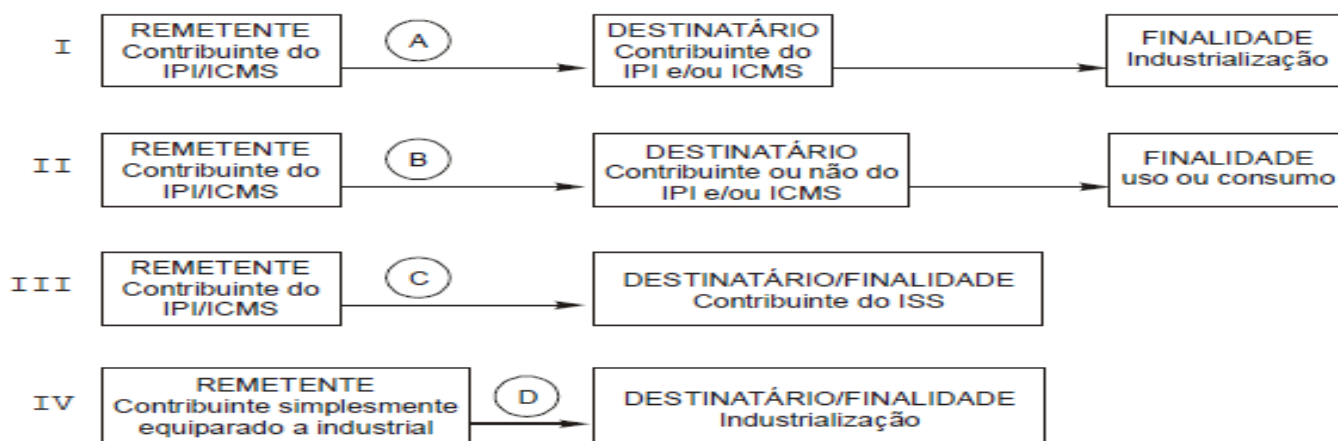 I
REMETENTE
Contribuinte do
IPI/ICMS
A
DESTINATÁRIO
Contribuinte do
IPI e/ou ICMS
FINALIDADE
Industrialização
II
REMETENTE
Contribuinte do
IPI/ICMS
B
DESTINATÁRIO
Contribuinte ou não do
IPI e/ou ICMS
FINALIDADE
uso ou consumo
III
REMETENTE
Contribuinte do
IPI/ICMS
C
DESTINATÁRIO/FINALIDADE
Contribuinte do ISS
IV
REMETENTE
Contribuinte simplesmente
equiparado a industrial
D
DESTINATÁRIO/FINALIDADE
Industrialização